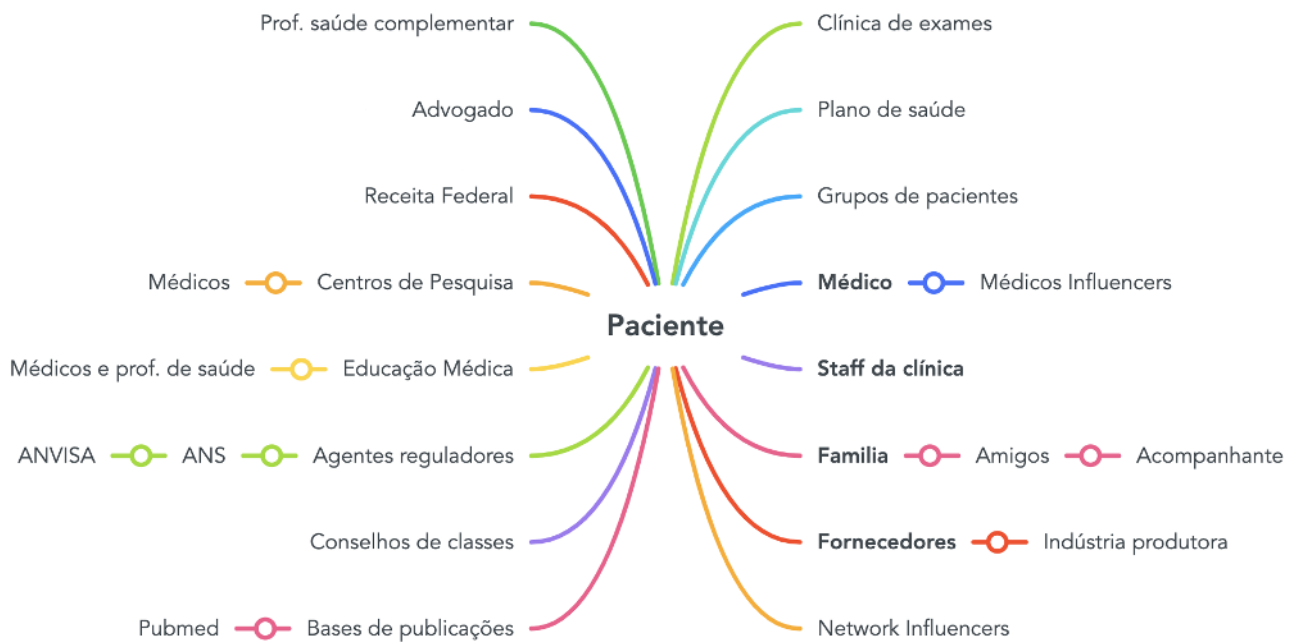 Prof. saúde complementar
Advogado
Receita Federal
Médicos
Centros de Pesquisa
Médicos e prof. de saúde
Educação Médica
ANVISA
ANS
Agentes reguladores
Conselhos de classes
Pubmed
Bases de publicações
Paciente
Clínica de exames
Plano de saúde
Grupos de pacientes
Médico
Médicos Influencers
Staff da clínica
Familia
Amigos
Acompanhante
Fornecedores
Indústria produtora
Network Influencers